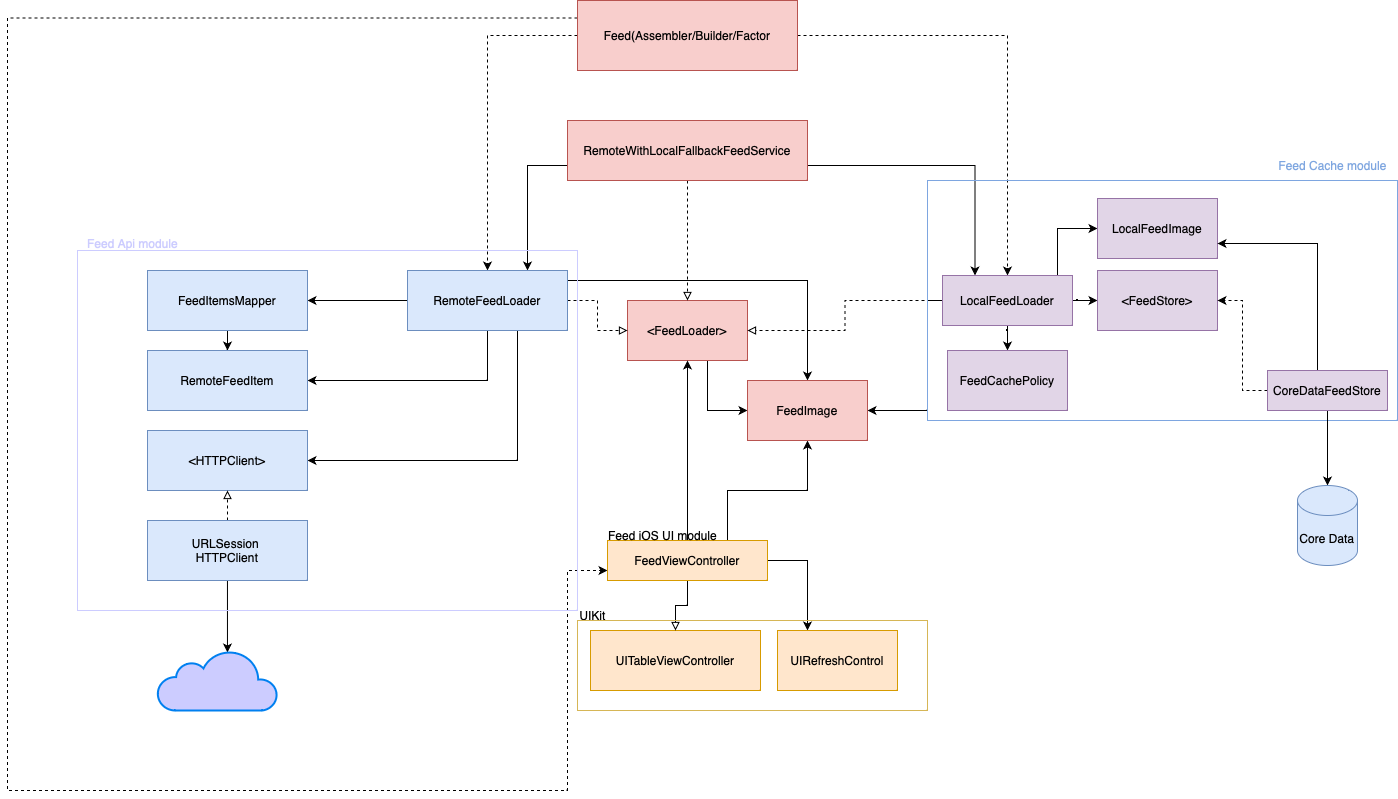 Feed(Assembler/Builder/Factor
RemoteWithLocalFallbackFeedService
Feed Cache module
LocalFeedImage
Feed Api module
FeedItemsMapper
RemoteFeedLoader
LocalFeedLoader
<FeedStore>
<FeedLoader>
RemoteFeedItem
FeedCachePolicy
CoreDataFeedStore
FeedImage
<HTTPClient>
Feed iOS UI module
Core Data
URLSession
HTTPClient
FeedViewController
UIKit
UITableViewController
UIRefreshControl